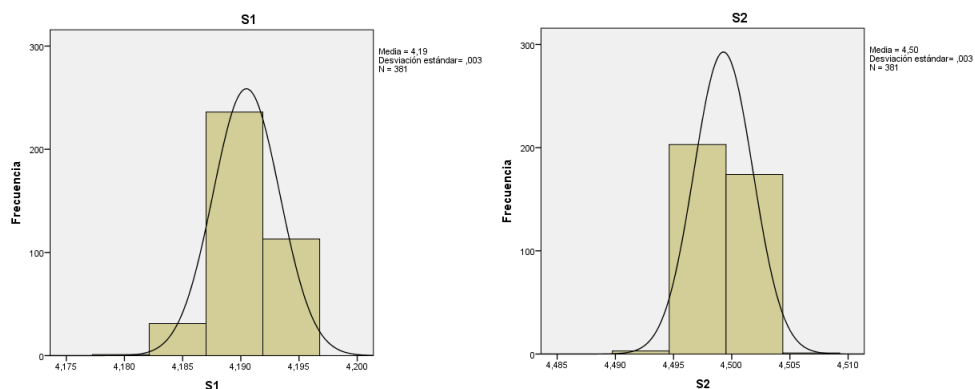 S1
Media = 4,19
Desviación estándar= ,003
N = 381
300
200
100
0
Frecuencia
4,175 4,180 4,185 4,190 4,195 4,200
S1
S2
Media = 4,50
Desviación estándar= ,003
N = 381
300
200
100
0
Frecuencia
4,485 4,490 4,495 4,500 4,505 4,510
S2